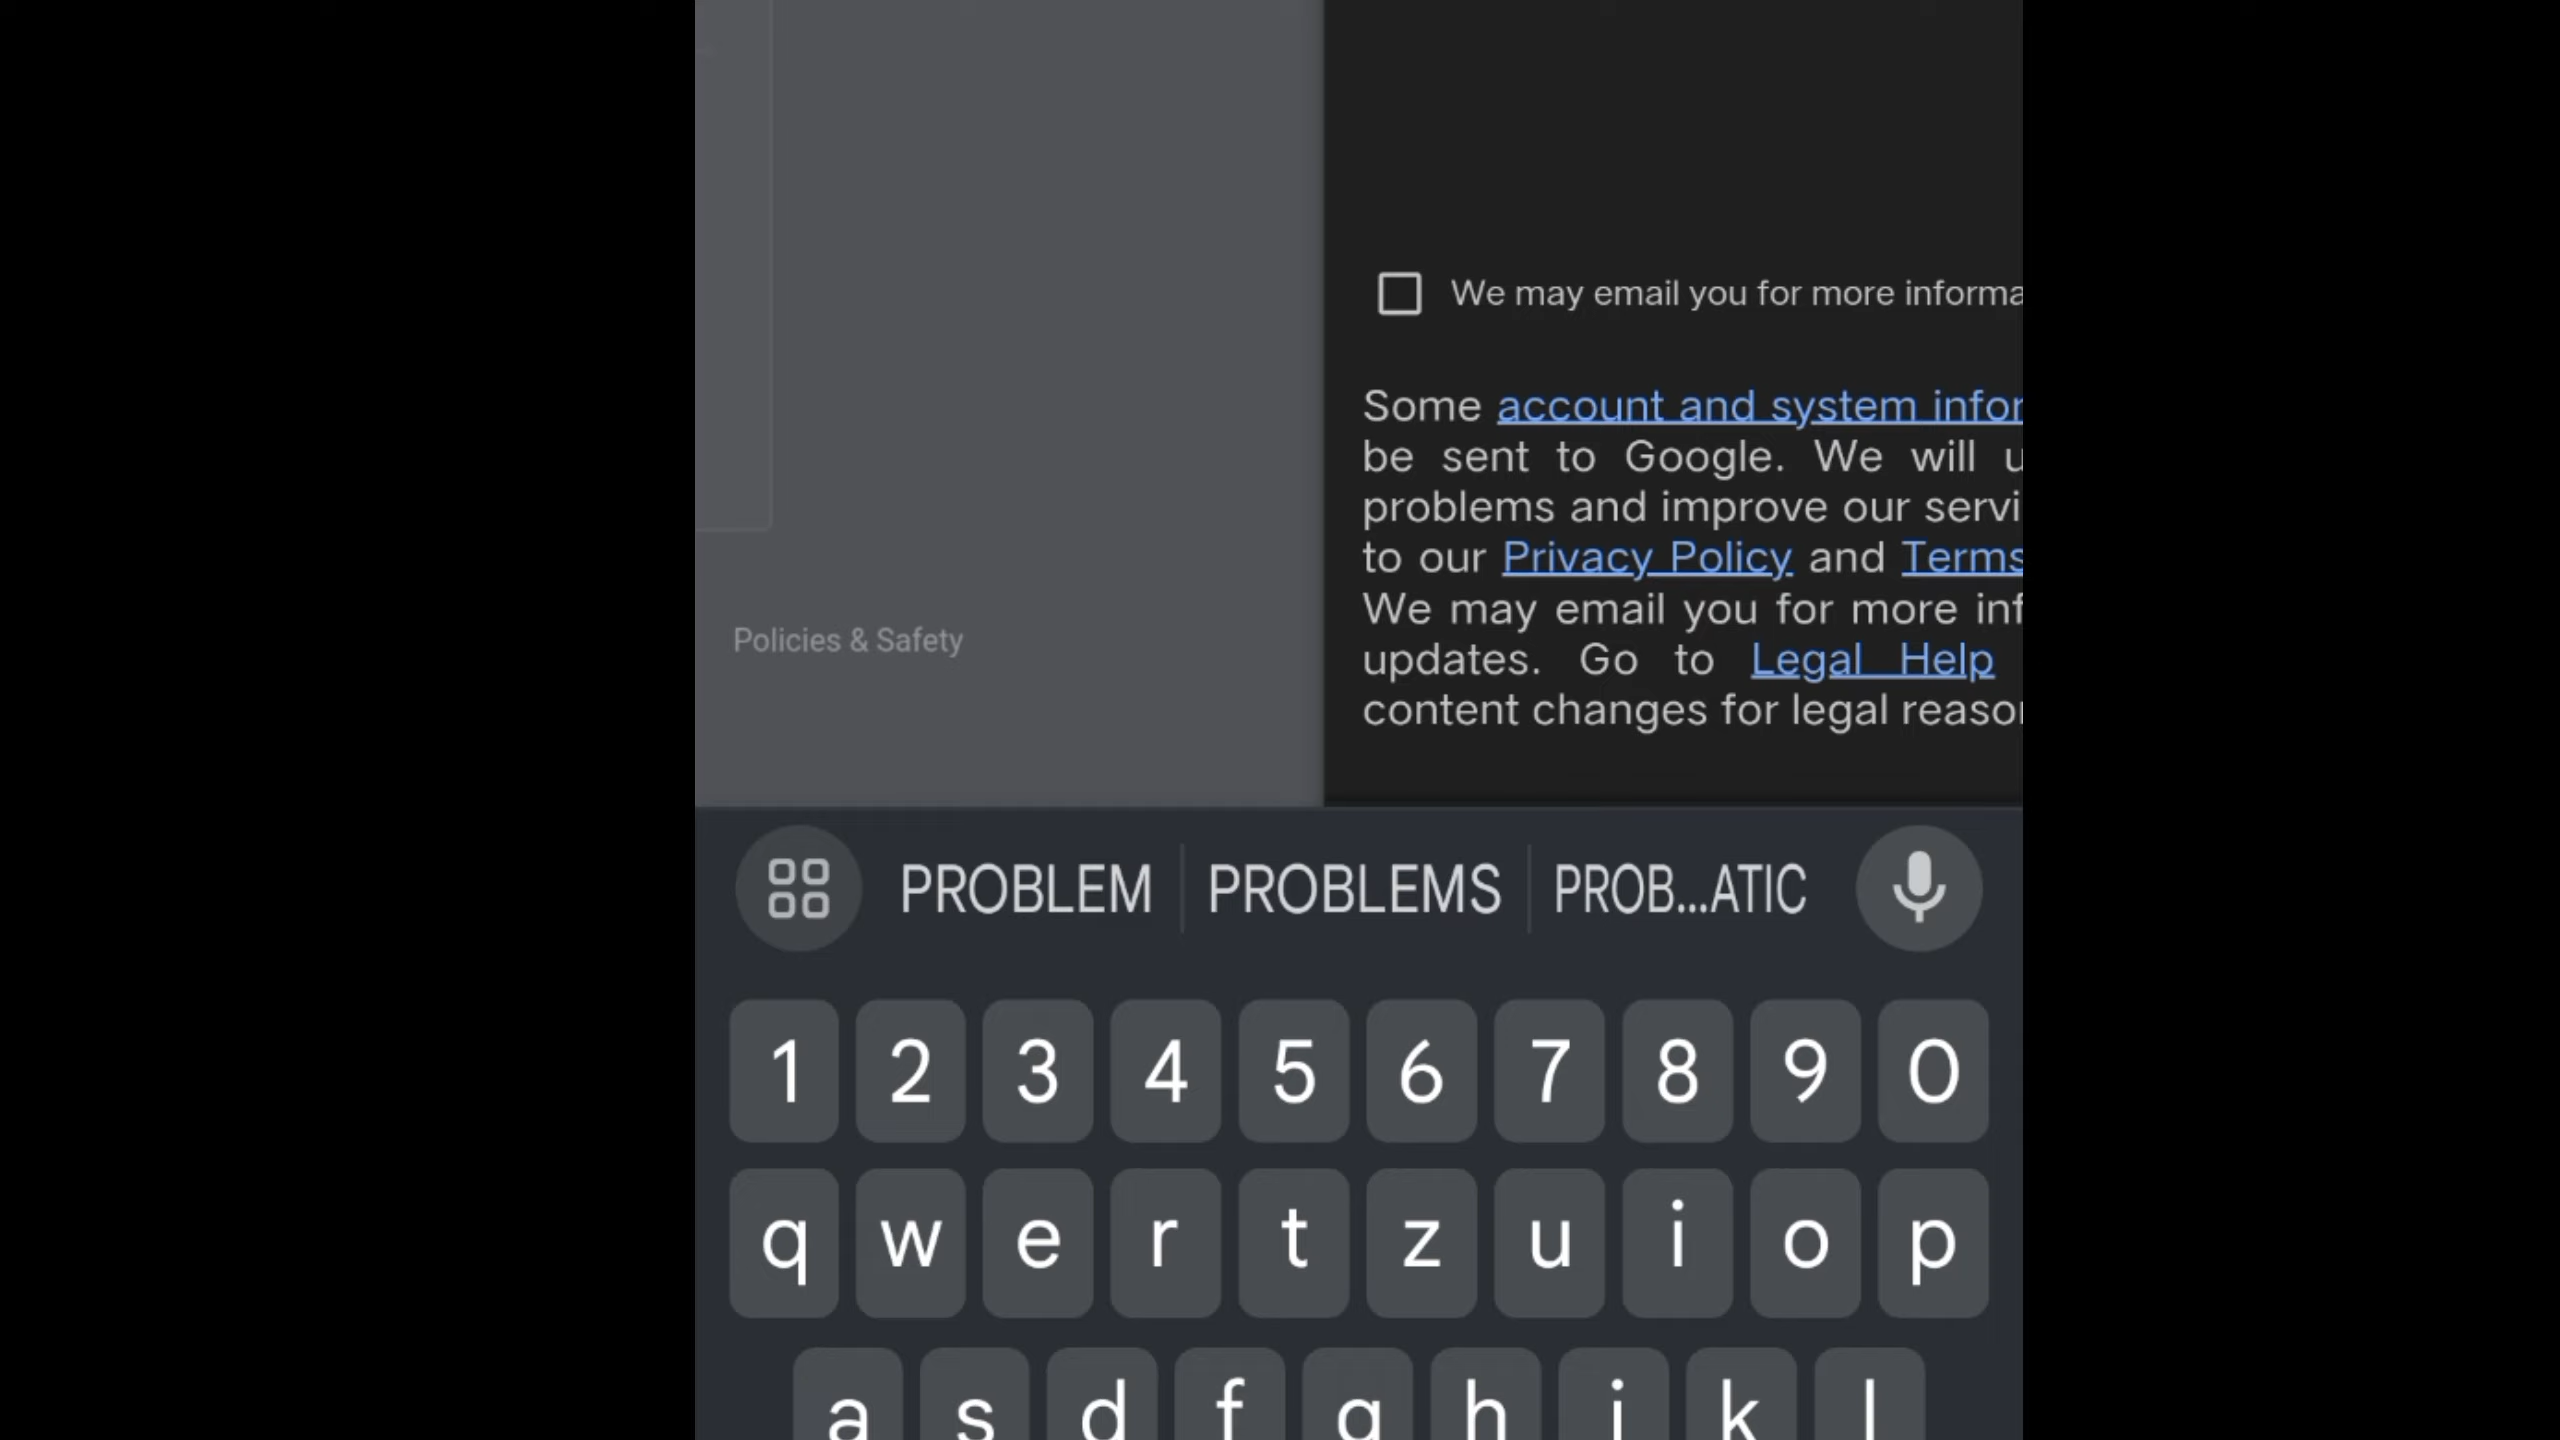 We may email you for more informa
Some account and system infor
be sent to Google. We will u
problems and improve our servi
to our Privacy Policy and Terms
We may email you for more inf
updates. Go to Legal Help
content changes for legal reason
Policies & Safety
PROBLEM PROBLEMS PROB...ATIC
1 2 3 4 5 6 7 8 9 0
q w e r t z u i o p
a s d f g h j k l